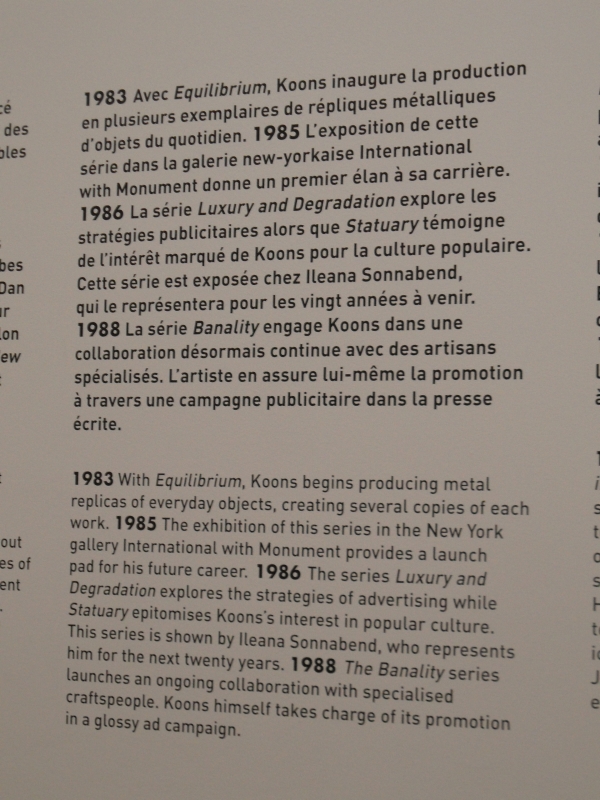 1983 Avec Equilibrium, Koons inaugure la production
en plusieurs exemplaires de répliques métalliques
d'objets du quotidien. 1985 L'exposition de cette
série dans la galerie new-yorkaise International
with Monument donne un premier élan à sa carrière.
1986 La série Luxury and Degradation explore les
stratégies publicitaires alors que Statuary témoigne
de l'intérêt marqué de Koons pour la culture populaire.
Cette série est exposée chez Ileana Sonnabend,
qui le représentera pour les vingt années à venir.
1988 La série Banality engage Koons dans une
collaboration désormais continue avec des artisans
spécialisés. L'artiste en assure lui-même la promotion
à travers une campagne publicitaire dans la presse
écrite.
1983 With Equilibrium, Koons begins producing metal
replicas of everyday objects, creating several copies of each
work. 1985 The exhibition of this series in the New York
gallery International with Monument provides a launch
pad for his future career. 1986 The series Luxury and
Degradation explores the strategies of advertising while
Statuary epitomises Koons's interest in popular culture.
This series is shown by Ileana Sonnabend, who represents
him for the next twenty years. 1988 The Banality series
launches an ongoing collaboration with specialised
craftspeople. Koons himself takes charge of its promotion
in a glossy ad campaign.